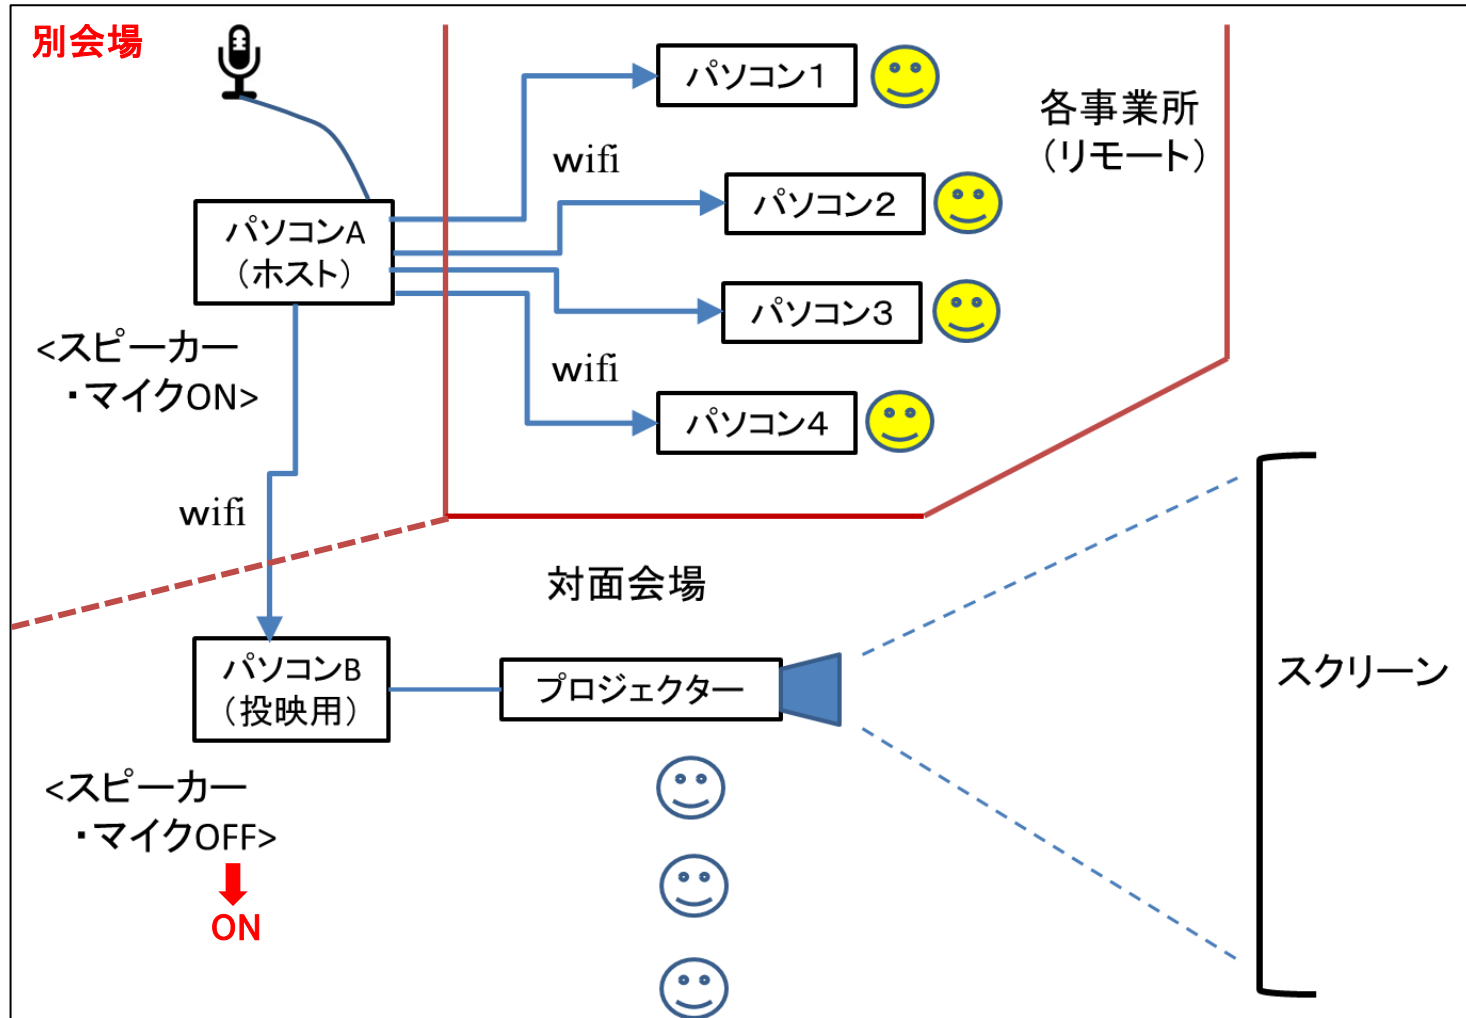 別会場
パソコン1
各事業所
（リモート）
wifi
パソコン2
パソコンA
（ホスト）
パソコン3
<スピーカー
・マイクON>
wifi
パソコン4
wifi
対面会場
パソコンB
（投映用）
プロジェクター
スクリーン
<スピーカー
・マイクOFF>
ON